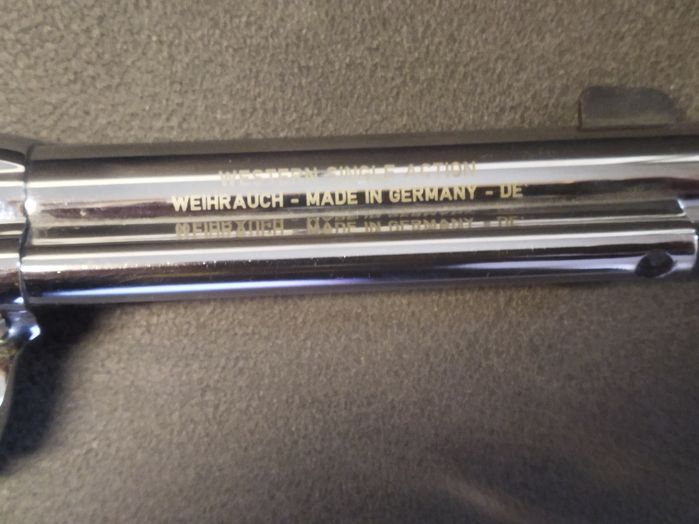 WESTERN SINGLE ACTION
WEIHRAUCH - MADE IN GERMANY - DE